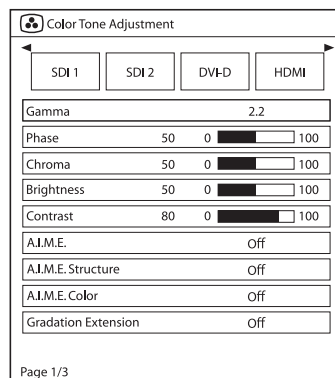 Color Tone Adjustment
SDI 1 SDI 2 DVI-D HDMI
Gamma 2.2
Phase 50 0 100
Chroma 50 0 100
Brightness 50 0 100
Contrast 80 0 100
A.I.M.E. Off
A.I.M.E. Structure Off
A.I.M.E. Color Off
Gradation Extension Off
Page 1/3